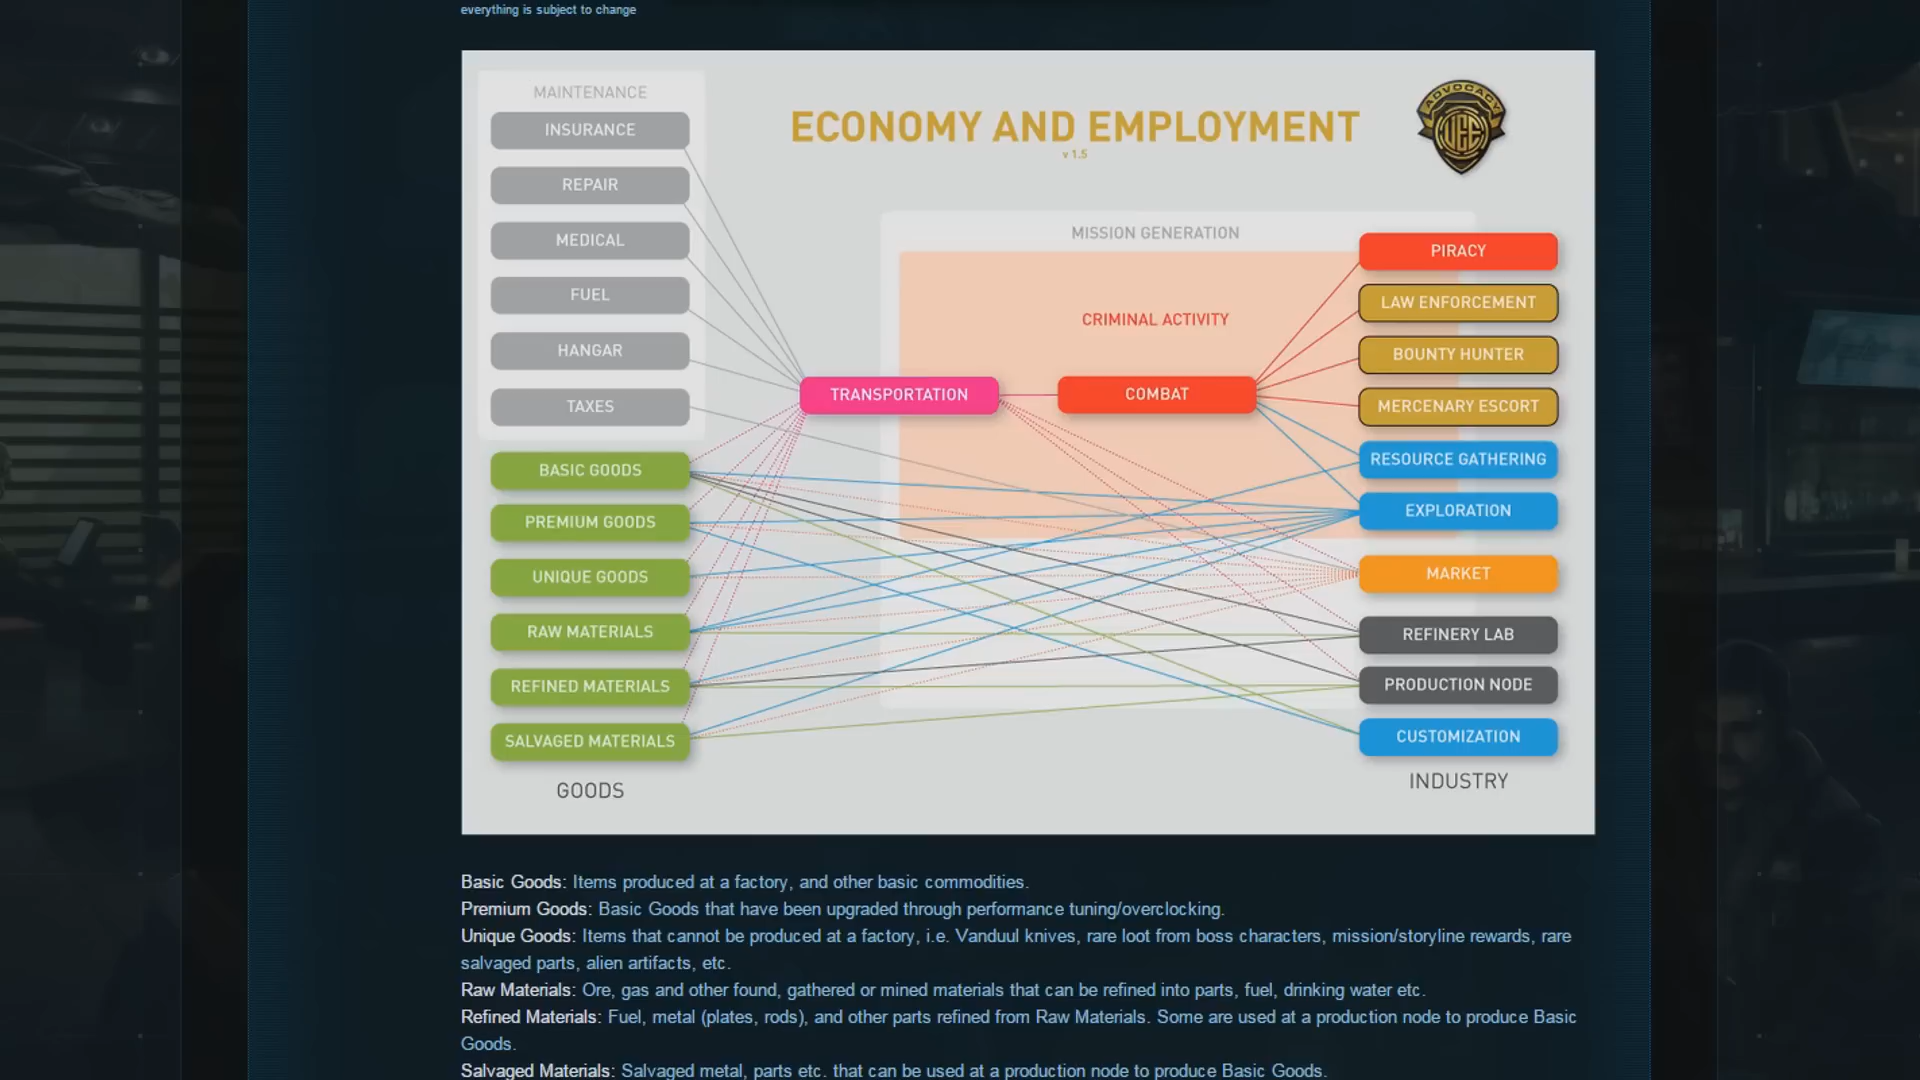 everything is subject to change
MAINTENANCE
INSURANCE
REPAIR
MEDICAL
FUEL
HANGAR
TAXES
BASIC GOODS
PREMIUM GOODS
UNIQUE GOODS
RAW MATERIALS
REFINED MATERIALS
SALVAGED MATERIALS
GOODS
ECONOMY AND EMPLOYMENT
v 1.5
ADVOCACY
UEE
MISSION GENERATION
CRIMINAL ACTIVITY
TRANSPORTATION
COMBAT
PIRACY
LAW ENFORCEMENT
BOUNTY HUNTER
MERCENARY ESCORT
RESOURCE GATHERING
EXPLORATION
MARKET
REFINERY LAB
PRODUCTION NODE
CUSTOMIZATION
INDUSTRY
Basic Goods: Items produced at a factory, and other basic commodities.
Premium Goods: Basic Goods that have been upgraded through performance tuning/overclocking.
Unique Goods: Items that cannot be produced at a factory, i.e. Vanduul knives, rare loot from boss characters, mission/storyline rewards, rare
salvaged parts, alien artifacts, etc.
Raw Materials: Ore, gas and other found, gathered or mined materials that can be refined into parts, fuel, drinking water etc.
Refined Materials: Fuel, metal (plates, rods), and other parts refined from Raw Materials. Some are used at a production node to produce Basic
Goods.
Salvaged Materials: Salvaged metal, parts etc. that can be used at a production node to produce Basic Goods.